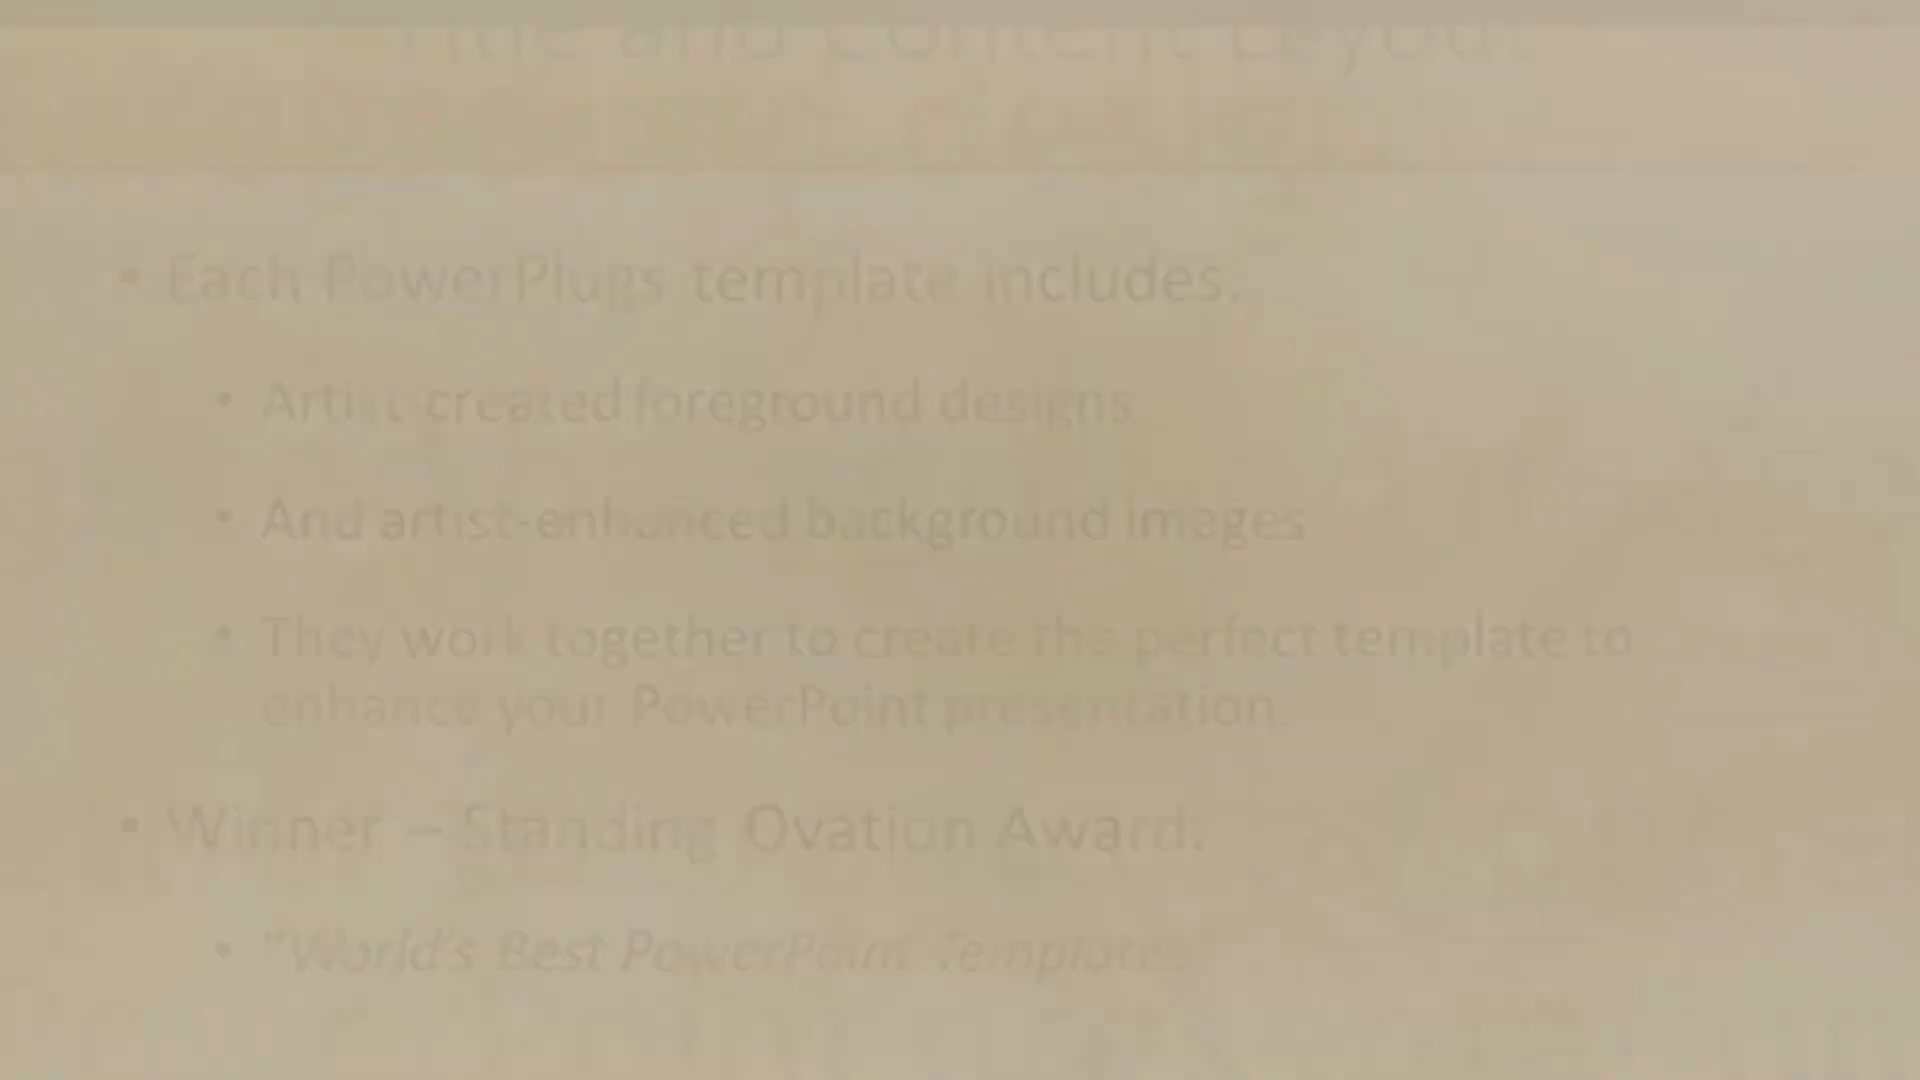 Title and Content Layout
• Each PowerPlugs template includes.
• Artist-created foreground designs
• And artist-enhanced background images
• They work together to create the perfect template to
enhance your PowerPoint presentation
• Winner – Standing Ovation Award:
• "World's Best PowerPoint Templates"